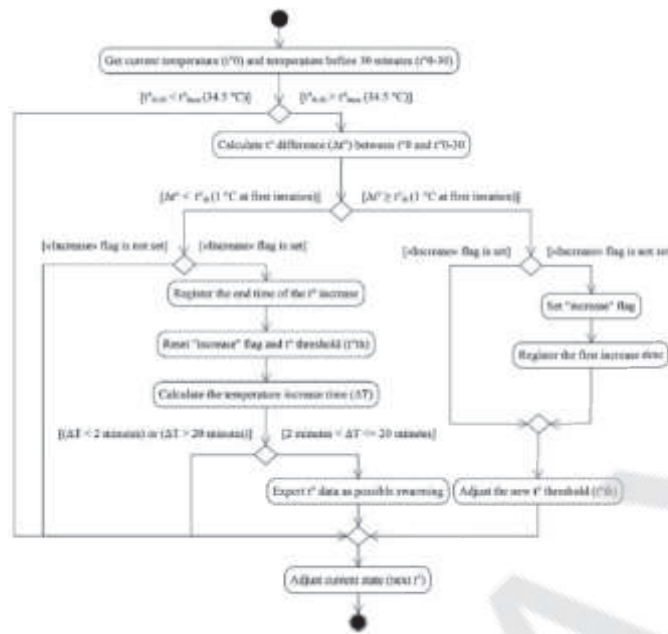 Get current temperature (t°0) and temperature before 30 minutes (t°0-30)
[t°0-30 < t°max (34.5 °C)] [t°0-30 > t°max (34.5 °C)]
Calculate t° difference (Δt°) between t°0 and t°0-30
[Δt° < t°th (1 °C at first iteration)] [Δt° ≥ t°th (1 °C at first iteration)]
[«Increase» flag is not set] [«Increase» flag is set] [«Increase» flag is set] [«Increase» flag is not set
Register the end time of the t° increase
Set "increase" flag
Reset "increase" flag and t° threshold (t°th)
Register the first increase time
Calculate the temperature increase time (ΔT)
[(ΔT < 2 minutes) or (ΔT > 20 minutes)] [2 minutes < ΔT <= 20 minutes]
Export t° data as possible swarming
Adjust the new t° threshold (t°th)
Adjust current state (next t°)